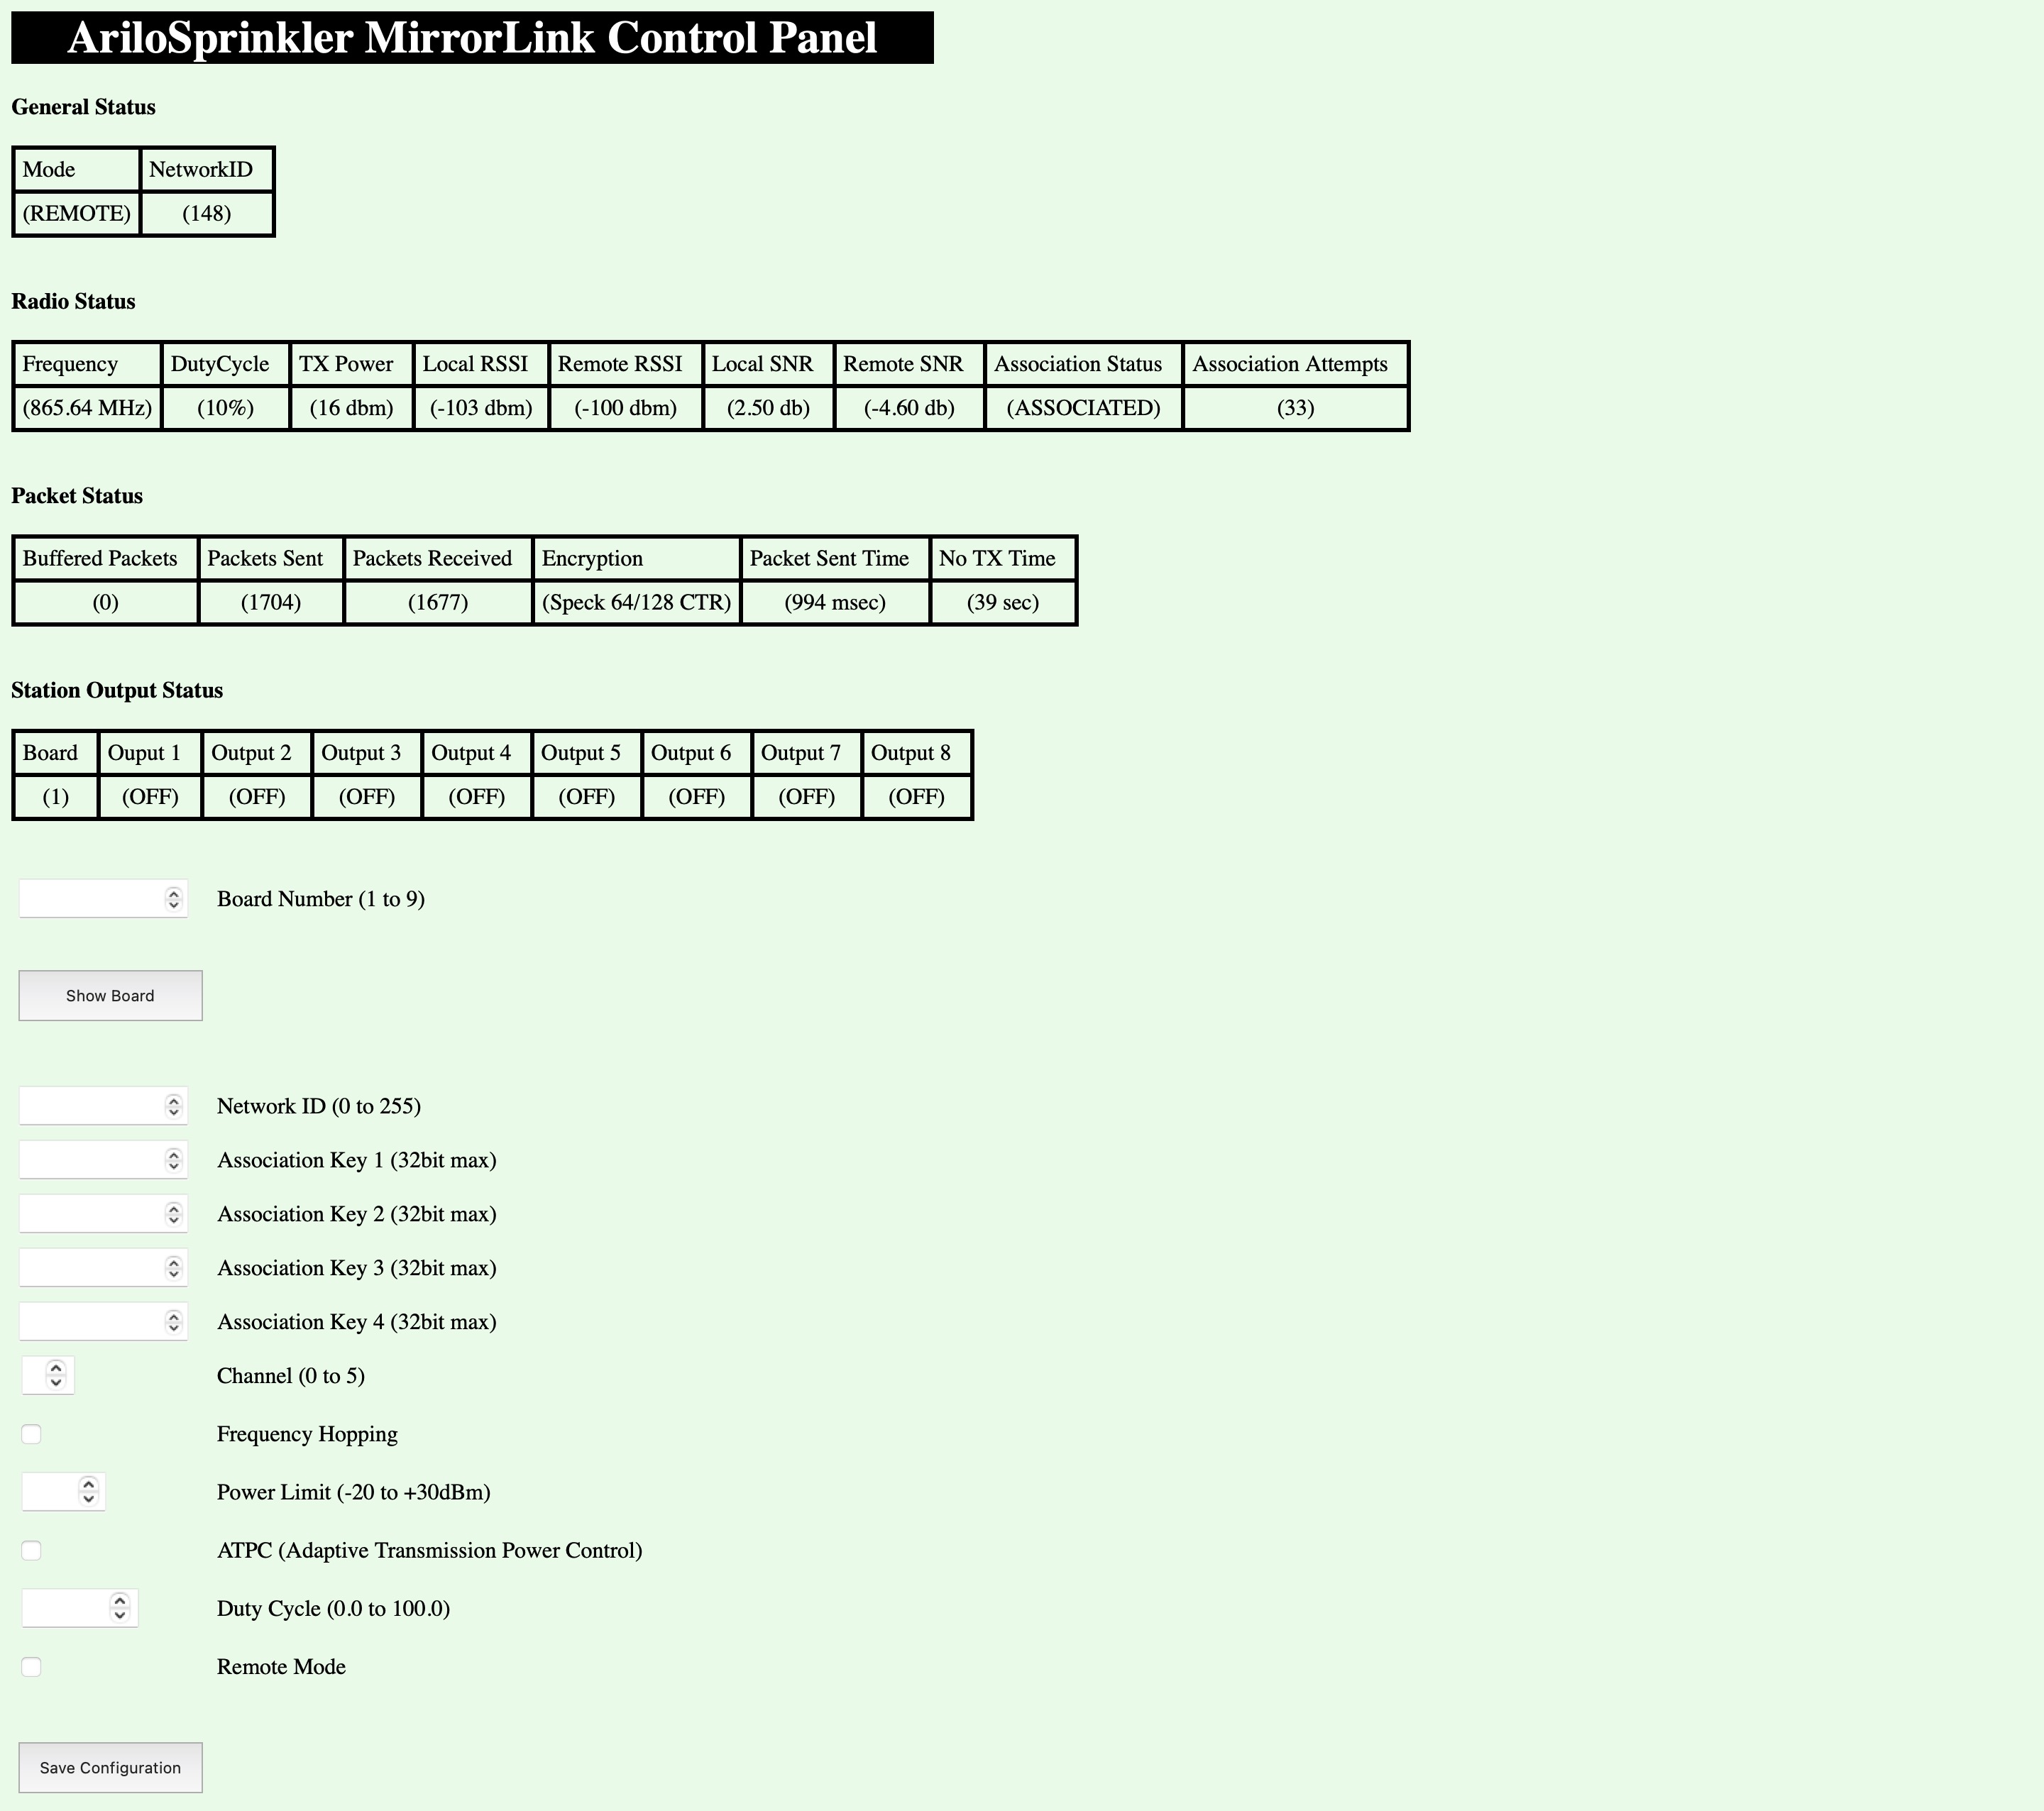 AriloSprinkler MirrorLink Control Panel
General Status
Mode NetworkID
(REMOTE) (148)
Radio Status
Frequency DutyCycle TX Power Local RSSI Remote RSSI Local SNR Remote SNR Association Status Association Attempts
(865.64 MHz) (10%) (16 dbm) (-103 dbm) (-100 dbm) (2.50 db) (-4.60 db) (ASSOCIATED) (33)
Packet Status
Buffered Packets Packets Sent Packets Received Encryption Packet Sent Time No TX Time
(0) (1704) (1677) (Speck 64/128 CTR) (994 msec) (39 sec)
Station Output Status
Board Ouput 1 Output 2 Output 3 Output 4 Output 5 Output 6 Output 7 Output 8
(1) (OFF) (OFF) (OFF) (OFF) (OFF) (OFF) (OFF) (OFF)
Board Number (1 to 9)
Show Board
Network ID (0 to 255)
Association Key 1 (32bit max)
Association Key 2 (32bit max)
Association Key 3 (32bit max)
Association Key 4 (32bit max)
Channel (0 to 5)
Frequency Hopping
Power Limit (-20 to +30dBm)
ATPC (Adaptive Transmission Power Control)
Duty Cycle (0.0 to 100.0)
Remote Mode
Save Configuration